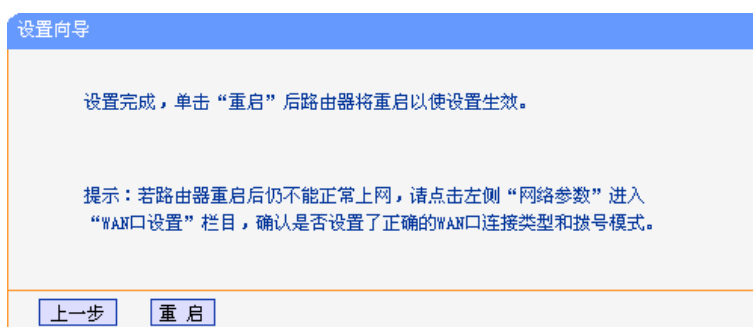 设置向导
设置完成，单击“重启”后路由器将重启以使设置生效。
提示：若路由器重启后仍不能正常上网，请点击左侧“网络参数”进入
“WAN口设置”栏目，确认是否设置了正确的WAN口连接类型和拨号模式。
上一步 重 启